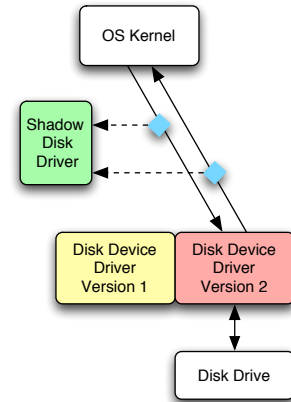 OS Kernel
Shadow
Disk
Driver
Disk Device
Driver
Version 1
Disk Device
Driver
Version 2
Disk Drive